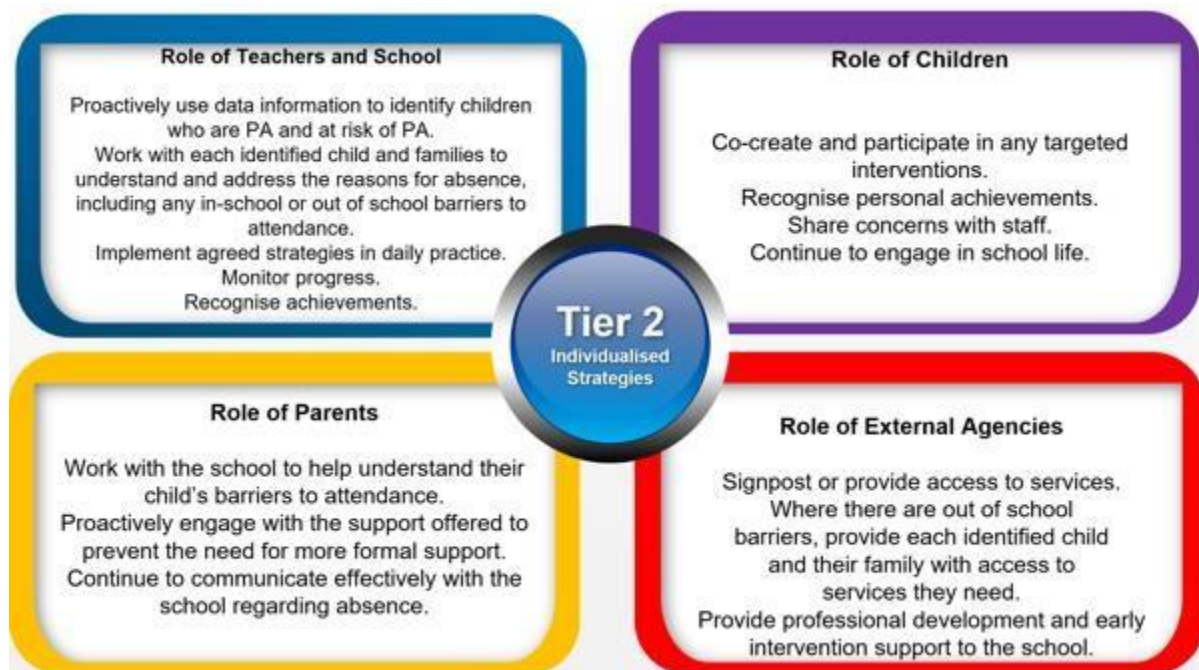 Role of Teachers and School
Proactively use data information to identify children
who are PA and at risk of PA.
Work with each identified child and families to
understand and address the reasons for absence,
including any in-school or out of school barriers to
attendance.
Implement agreed strategies in daily practice.
Monitor progress.
Recognise achievements.
Role of Children
Co-create and participate in any targeted
interventions.
Recognise personal achievements.
Share concerns with staff.
Continue to engage in school life.
Tier 2
Individualised
Strategies
Role of Parents
Work with the school to help understand their
child's barriers to attendance.
Proactively engage with the support offered to
prevent the need for more formal support.
Continue to communicate effectively with the
school regarding absence.
Role of External Agencies
Signpost or provide access to services.
Where there are out of school
barriers, provide each identified child
and their family with access to
services they need.
Provide professional development and early
intervention support to the school.